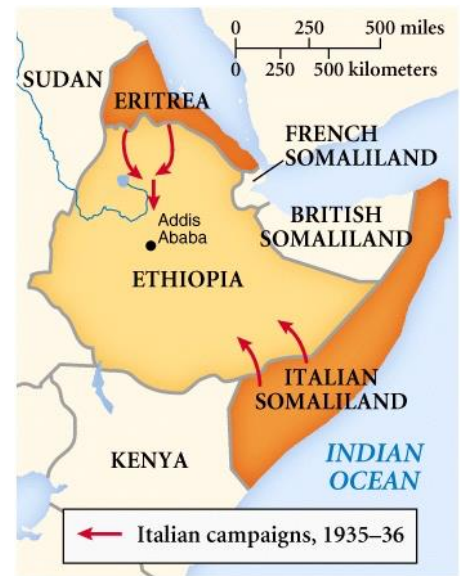 0 250 500 miles
0 250 500 kilometers
SUDAN
ERITREA
FRENCH
SOMALILAND
BRITISH
SOMALILAND
Addis
Ababa
ETHIOPIA
ITALIAN
SOMALILAND
KENYA
INDIAN
OCEAN
Italian campaigns, 1935–36